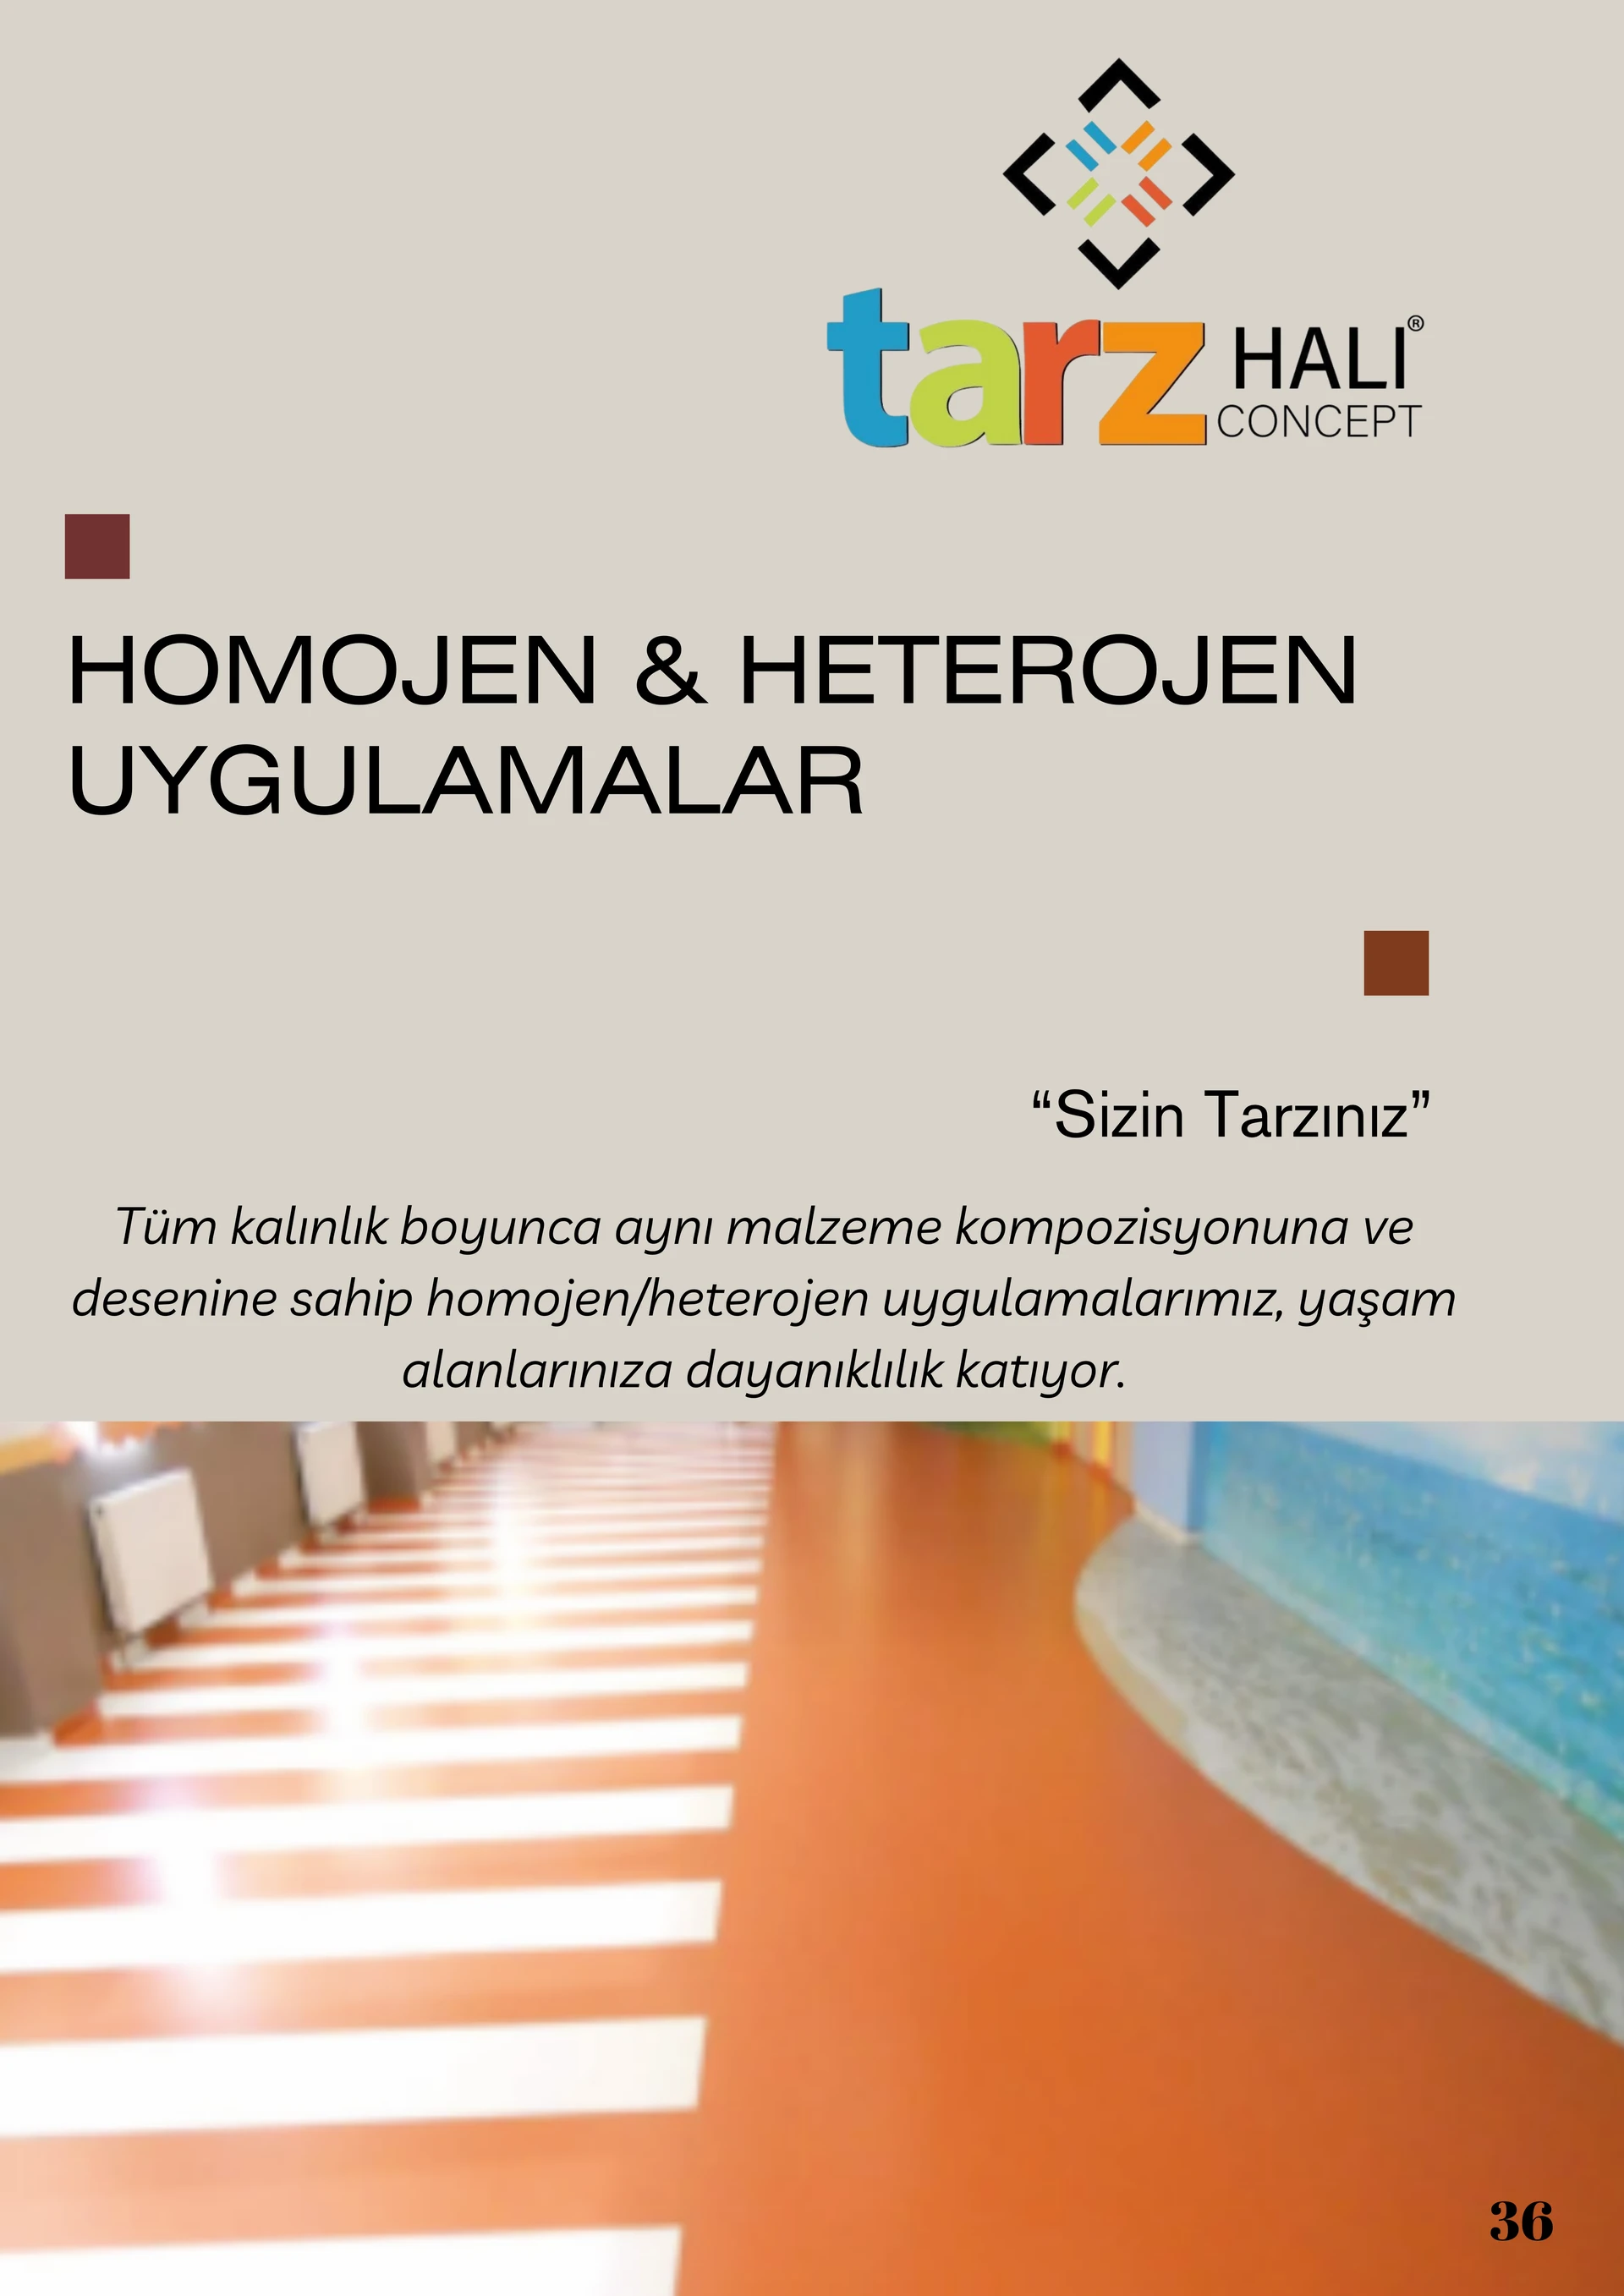 tarz HALI®
CONCEPT
HOMOJEN & HETEROJEN
UYGULAMALAR
“Sizin Tarzınız”
Tüm kalınlık boyunca aynı malzeme kompozisyonuna ve
desenine sahip homojen/heterojen uygulamalarımız, yaşam
alanlarınıza dayanıklılık katıyor.
36